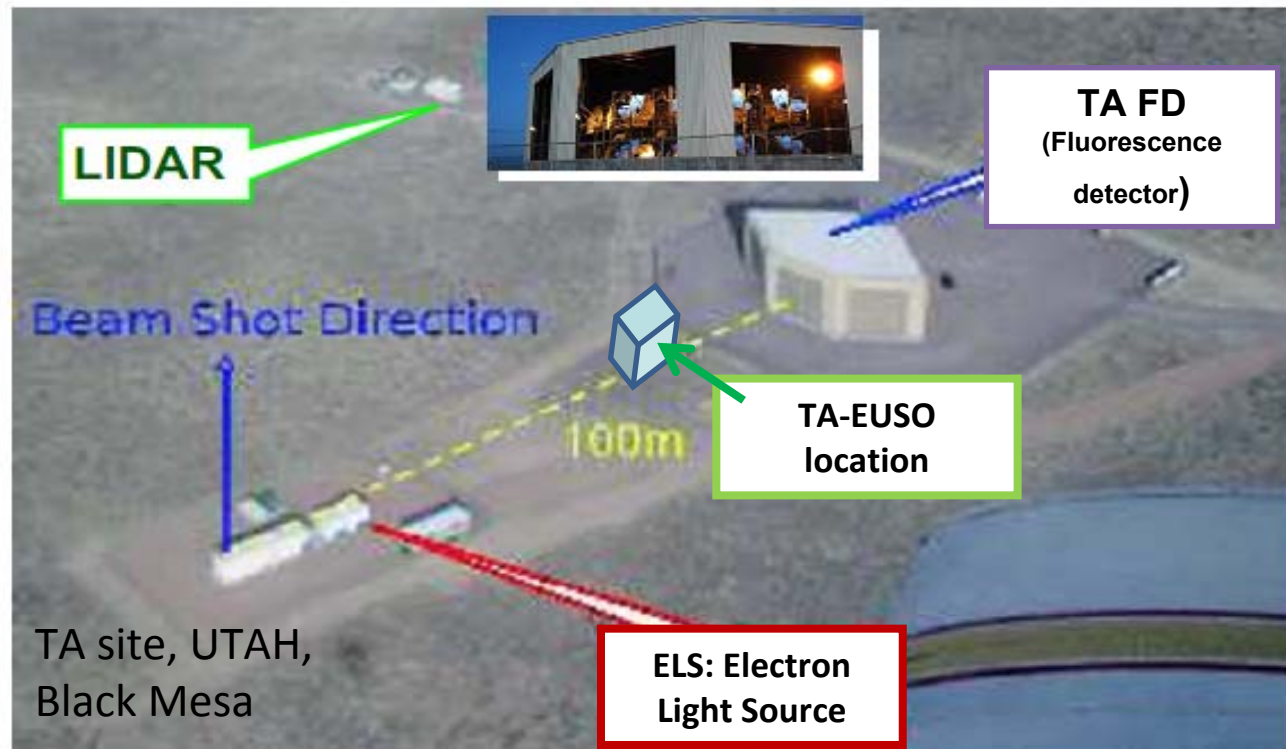 LIDAR
TA FD
(Fluorescence
detector)
Beam Shot Direction
100m
TA-EUSO
location
TA site, UTAH,
Black Mesa
ELS: Electron
Light Source